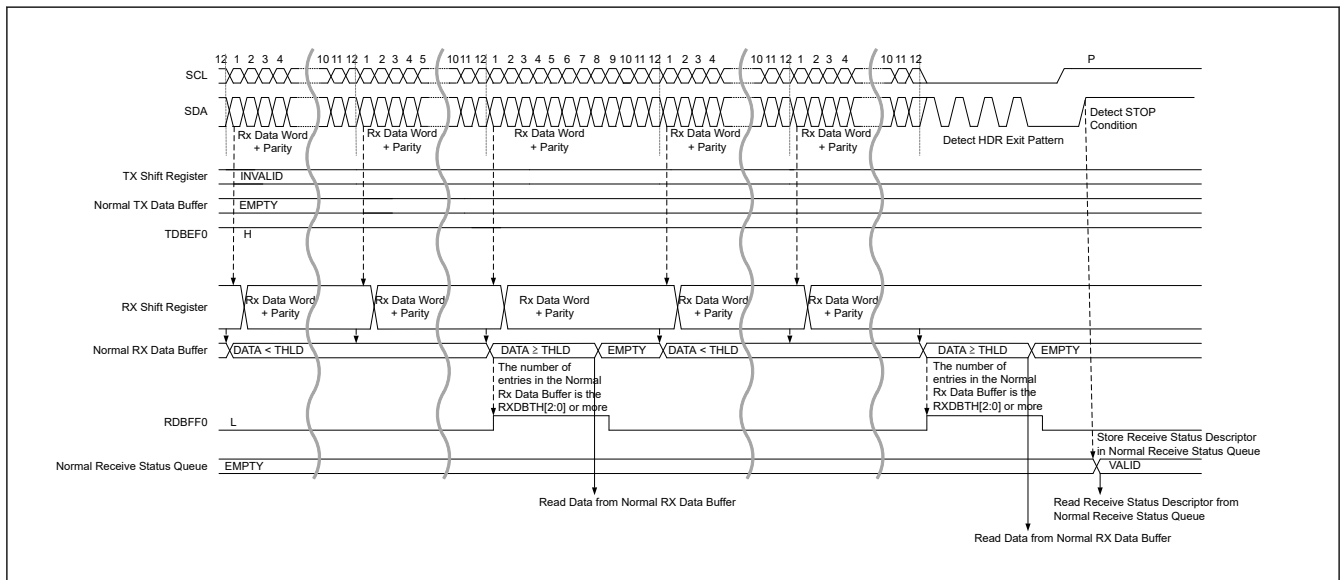 12 1 2 3 4 10 11 12 1 2 3 4 5 10 11 12 1 2 3 4 5 6 7 8 9 10 11 12 1 2 3 4 10 11 12 1 2 3 4 10 11 12 P
SCL
SDA
Rx Data Word
+ Parity
Rx Data Word
+ Parity
Rx Data Word
+ Parity
Rx Data Word
+ Parity
Rx Data Word
+ Parity
Detect HDR Exit Pattern
Detect STOP
Condition
TX Shift Register INVALID
Normal TX Data Buffer EMPTY
TDBEF0 H
RX Shift Register
Rx Data Word
+ Parity
Rx Data Word
+ Parity
Rx Data Word
+ Parity
Rx Data Word
+ Parity
Rx Data Word
+ Parity
Normal RX Data Buffer DATA < THLD DATA ≥ THLD EMPTY DATA < THLD DATA ≥ THLD EMPTY
The number of
entries in the Normal
Rx Data Buffer is the
RXDBTH[2:0] or more
The number of
entries in the Normal
Rx Data Buffer is the
RXDBTH[2:0] or more
RDBFF0 L
Store Receive Status Descriptor
in Normal Receive Status Queue
Normal Receive Status Queue EMPTY VALID
Read Data from Normal RX Data Buffer
Read Receive Status Descriptor from
Normal Receive Status Queue
Read Data from Normal RX Data Buffer